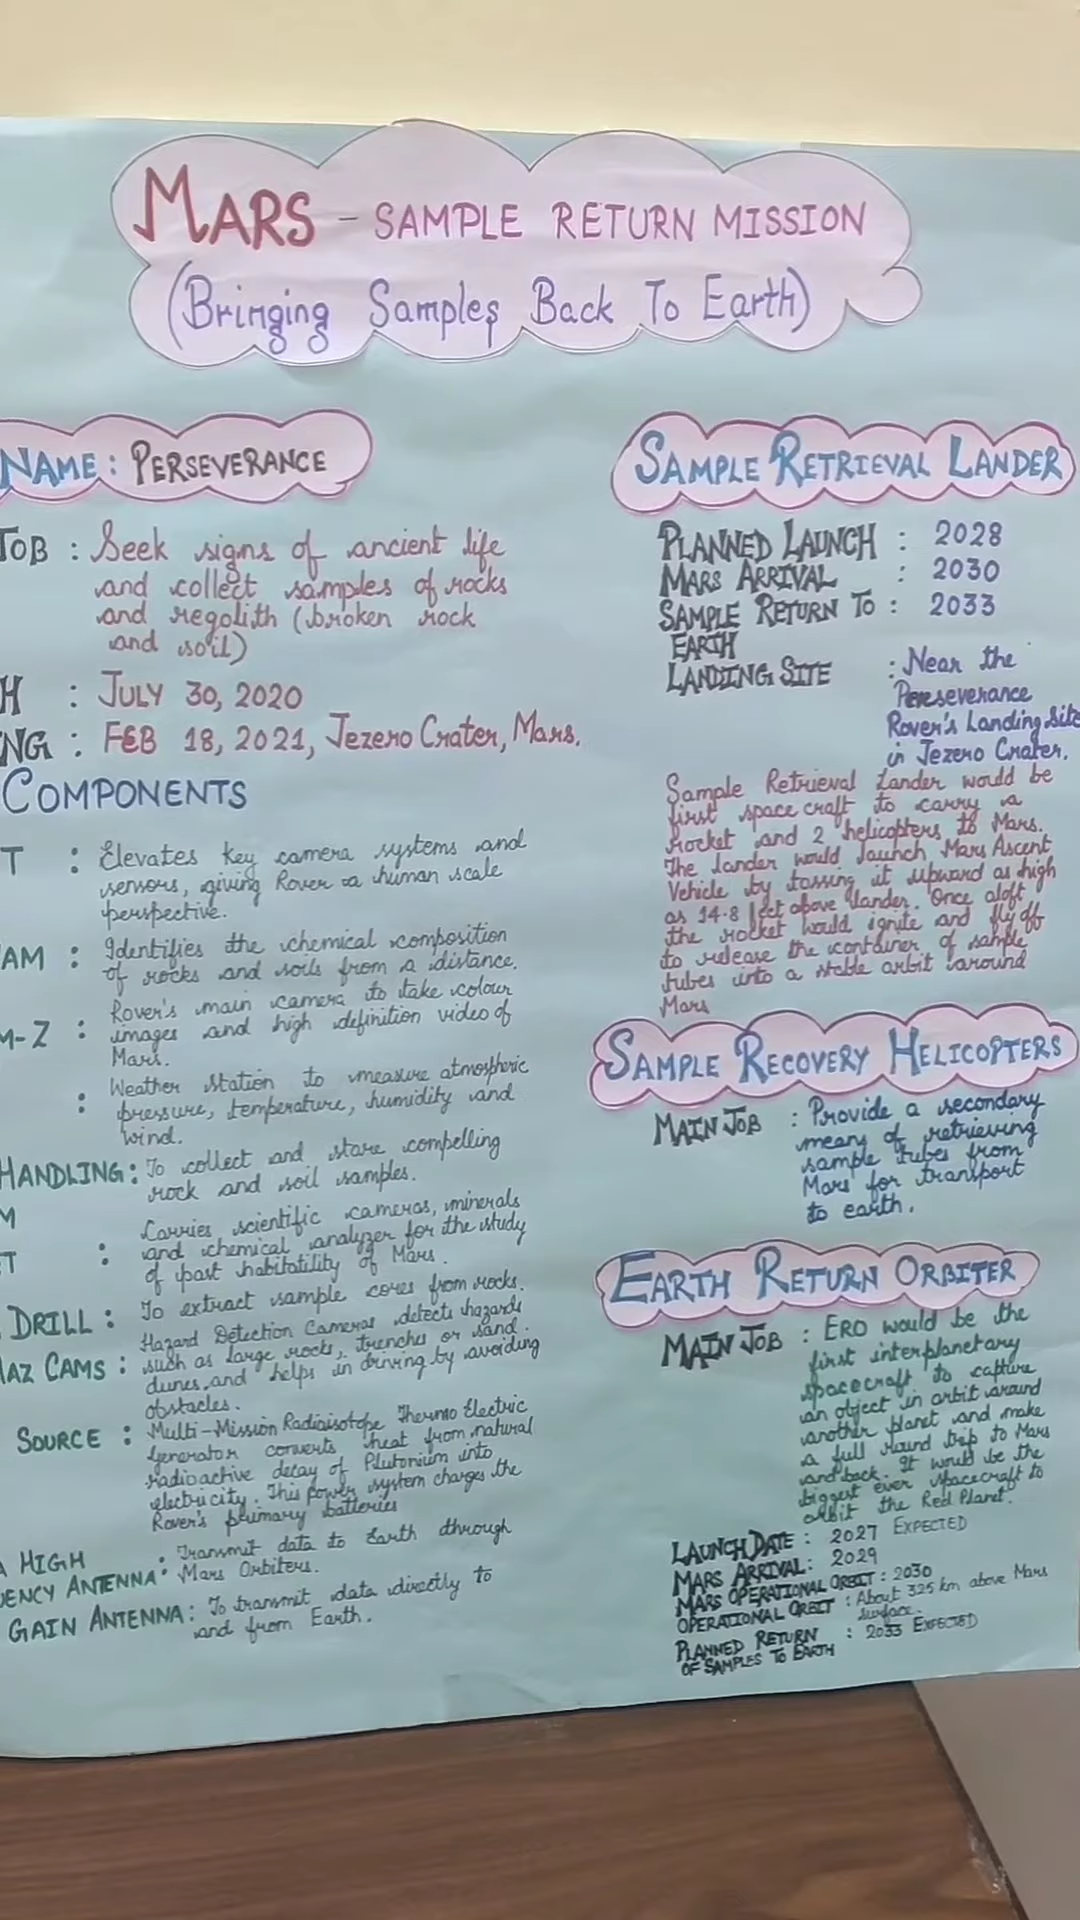 MARS - SAMPLE RETURN MISSION
(Bringing Samples Back To Earth)
NAME: PERSEVERANCE
JOB : Seek signs of ancient life
and collect samples of rocks
and regolith (broken rock
and soil)
H : JULY 30, 2020
NG : FEB 18, 2021, Jezero Crater, Mars.
COMPONENTS
T : Elevates key camera systems and
sensors, giving Rover a human scale
perspective.
AM : Identifies the chemical composition
of rocks and soils from a distance.
M-Z : Rover's main camera to take colour
images and high definition video of
Mars.
: Weather station to measure atmospheric
pressure, temperature, humidity and
wind.
HANDLING: To collect and store compelling
rock and soil samples.
M
T : Carries scientific cameras, minerals
and chemical analyzer for the study
of past habitatility of Mars.
DRILL : To extract sample cores from rocks.
AZ CAMS : Hazard Detection Cameras detects hazards
such as large rocks, trenches or sand
dunes, and helps in driving by avoiding
obstacles.
SOURCE : Multi-Mission Radioisotope Thermo Electric
Generator converts heat from natural
radioactive decay of Plutonium into
electricity. This power system charges the
Rover's primary batteries
A HIGH
UENCY ANTENNA : Transmit data to Earth through
Mars Orbiters.
GAIN ANTENNA : To transmit data directly to
and from Earth.
SAMPLE RETRIEVAL LANDER
PLANNED LAUNCH : 2028
MARS ARRIVAL : 2030
SAMPLE RETURN TO : 2033
EARTH
LANDING SITE : Near the
Perseverance
Rover's Landing Site
in Jezero Crater.
Sample Retrieval Lander would be
first space craft to carry a
rocket and 2 helicopters to Mars.
The lander would launch Mars Ascent
Vehicle by tossing it upward as high
as 14.8 feet above lander. Once aloft
the rocket would ignite and fly off
to release the container of sample
tubes into a stable orbit around
Mars
SAMPLE RECOVERY HELICOPTERS
MAIN JOB : Provide a secondary
means of retrieving
sample tubes from
Mars for transport
to earth.
EARTH RETURN ORBITER
MAIN JOB : ERO would be the
first interplanetary
spacecraft to capture
an object in orbit around
another planet and make
a full round trip to Mars
and back. It would be the
biggest ever spacecraft to
orbit the Red Planet.
LAUNCH DATE : 2027 EXPECTED
MARS ARRIVAL : 2029
MARS OPERATIONAL ORBIT : 2030
OPERATIONAL ORBIT : About 325 km above Mars
surface.
PLANNED RETURN : 2033 EXPECTED
OF SAMPLES TO EARTH